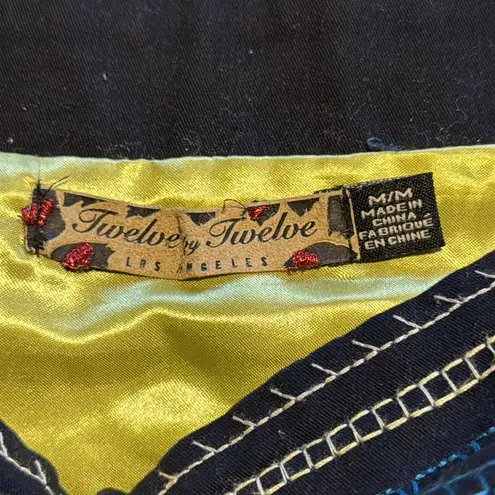 Twelve by Twelve
LOS ANGELES
M/M
MADE IN
CHINA
FABRIQUÉ
EN CHINE